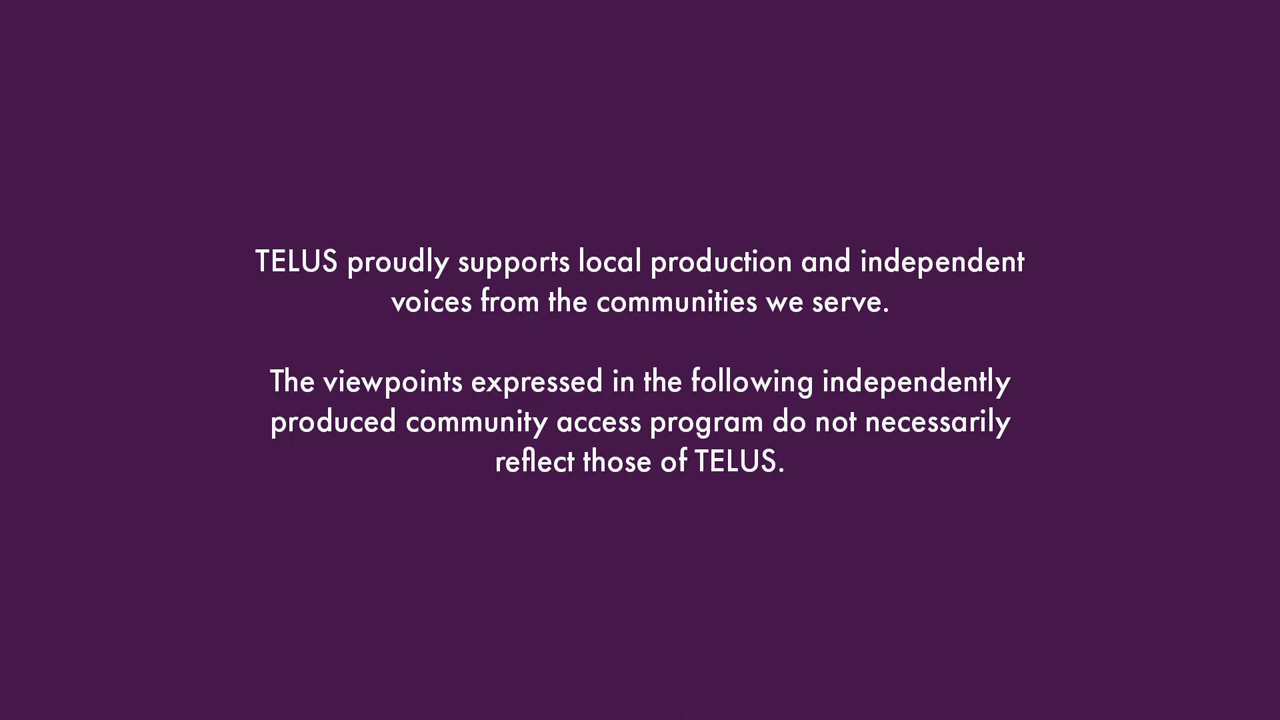 TELUS proudly supports local production and independent
voices from the communities we serve.
The viewpoints expressed in the following independently
produced community access program do not necessarily
reflect those of TELUS.